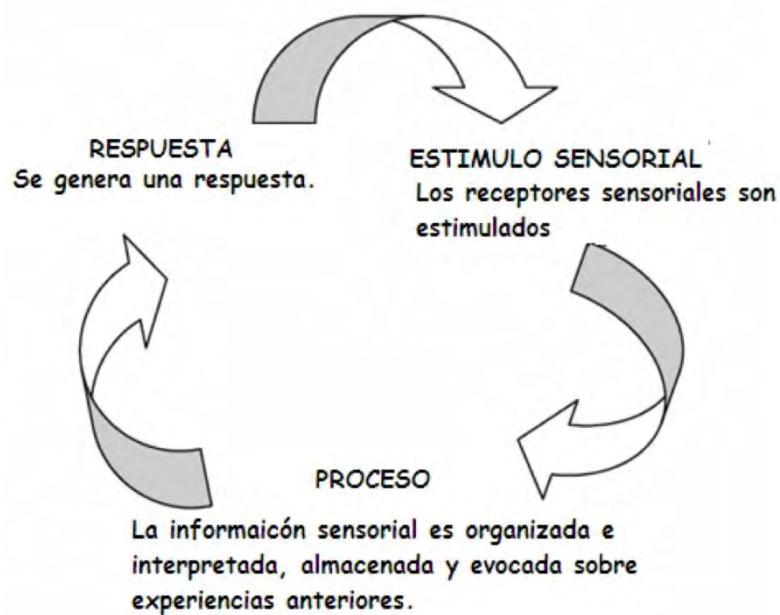 RESPUESTA
Se genera una respuesta.
ESTIMULO SENSORIAL
Los receptores sensoriales son
estimulados
PROCESO
La informaicón sensorial es organizada e
interpretada, almacenada y evocada sobre
experiencias anteriores.